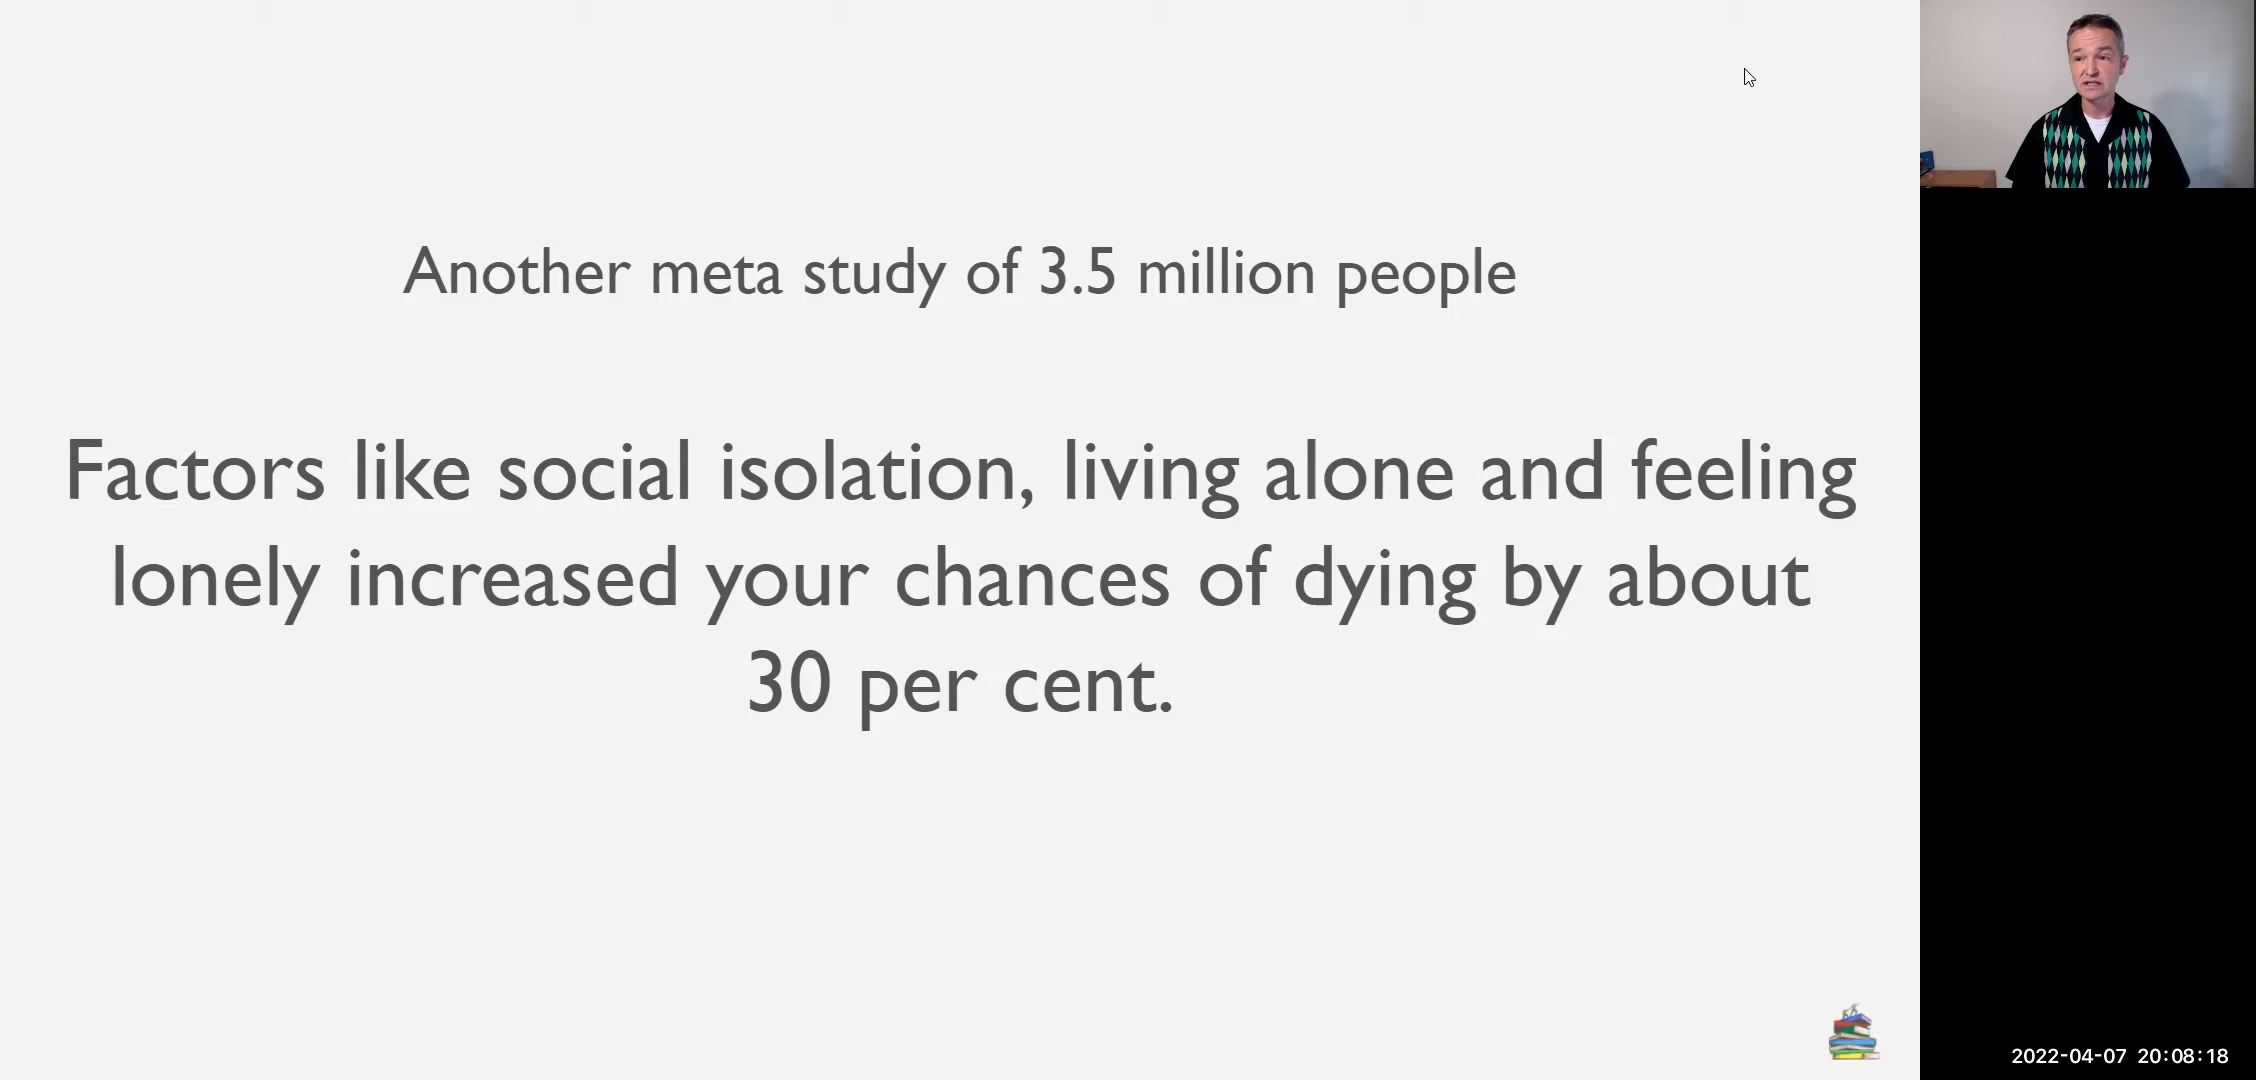 Another meta study of 3.5 million people
Factors like social isolation, living alone and feeling
lonely increased your chances of dying by about
30 per cent.
2022-04-07 20:08:18